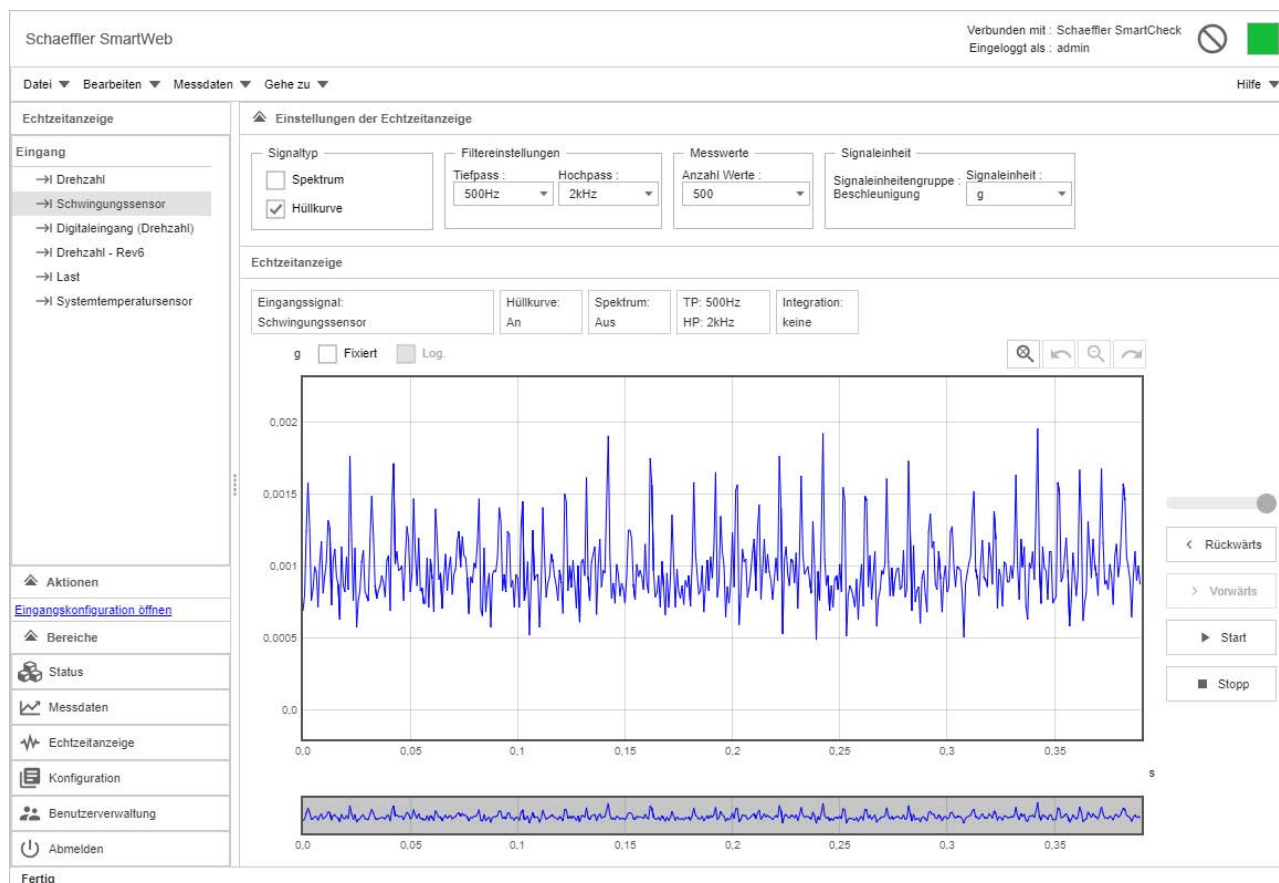 Schaeffler SmartWeb
Verbunden mit : Schaeffler SmartCheck
Eingeloggt als : admin
Datei Bearbeiten Messdaten Gehe zu Hilfe
Echtzeitanzeige
Eingang
Drehzahl
Schwingungssensor
Digitaleingang (Drehzahl)
Drehzahl - Rev6
Last
Systemtemperatursensor
Aktionen
Eingangskonfiguration öffnen
Bereiche
Status
Messdaten
Echtzeitanzeige
Konfiguration
Benutzerverwaltung
Abmelden
Einstellungen der Echtzeitanzeige
Signaltyp
Spektrum
Hüllkurve
Filtereinstellungen
Tiefpass : Hochpass :
500Hz 2kHz
Messwerte
Anzahl Werte :
500
Signaleinheit
Signaleinheitengruppe : Signaleinheit :
Beschleunigung g
Echtzeitanzeige
Eingangssignal: Hüllkurve: Spektrum: TP: 500Hz Integration:
Schwingungssensor An Aus HP: 2kHz keine
g Fixiert Log.
0,002
0,0015
0,001
0,0005
0,0
0,0 0,05 0,1 0,15 0,2 0,25 0,3 0,35
s
0,0 0,05 0,1 0,15 0,2 0,25 0,3 0,35
Rückwärts
Vorwärts
Start
Stopp
Fertig